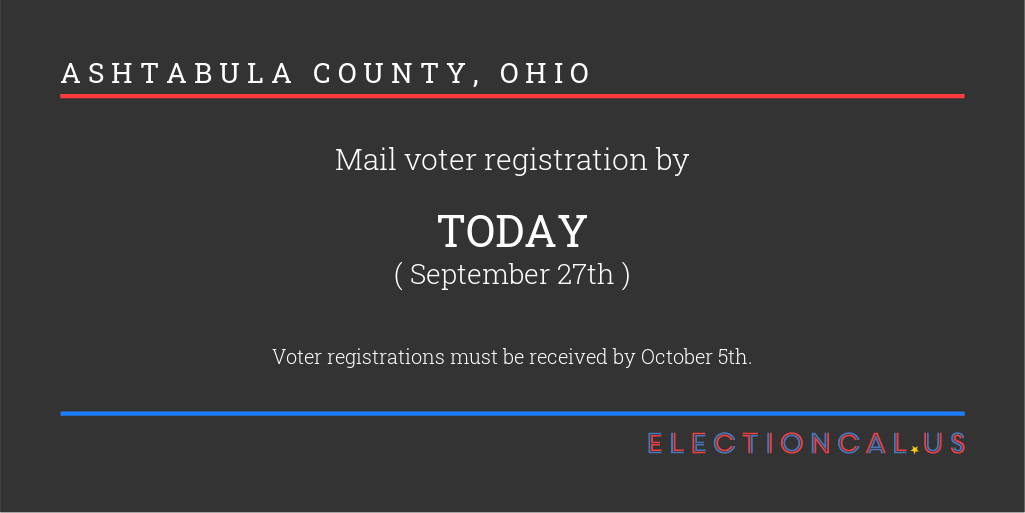 ASHTABULA COUNTY, OHIO
Mail voter registration by
TODAY
( September 27th )
Voter registrations must be received by October 5th.
ELECTIONCAL.US